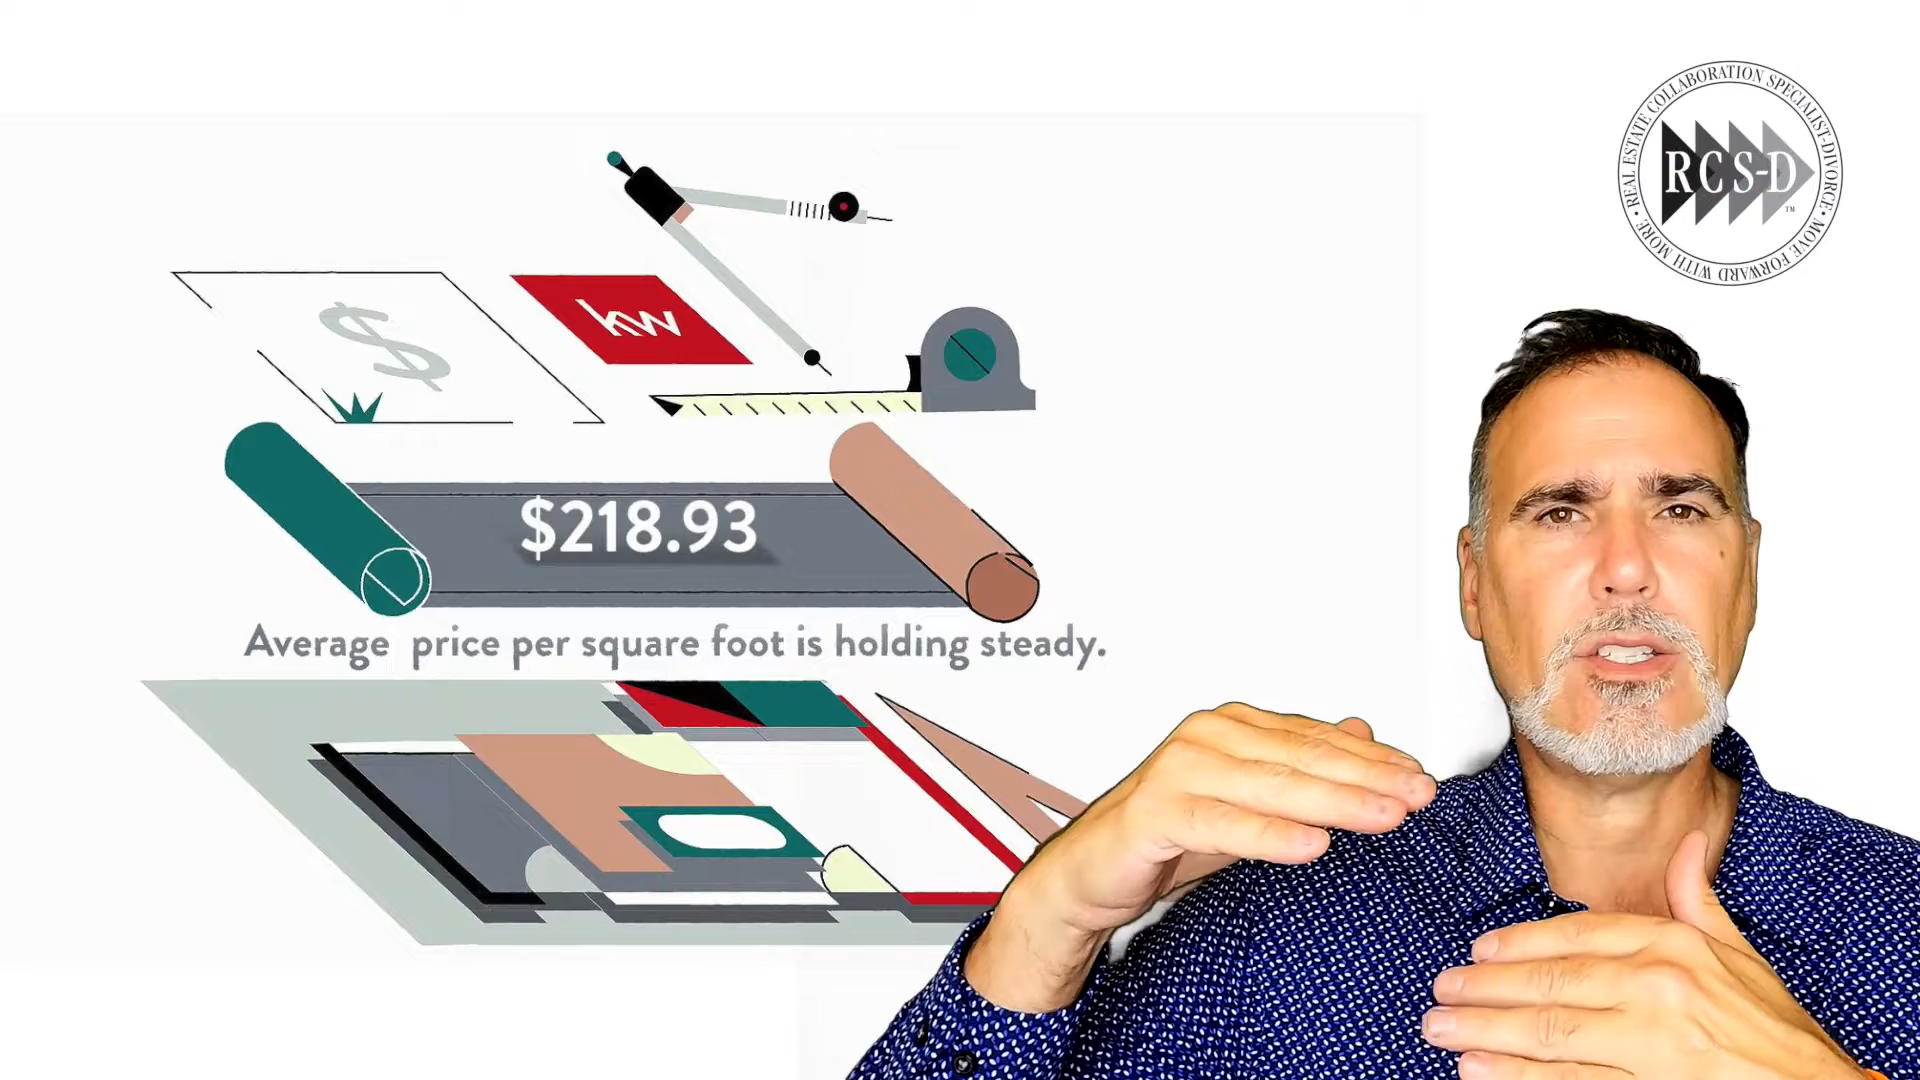 REAL ESTATE COLLABORATION SPECIALIST-DIVORCE • MOVE FORWARD WITH MORE •
RCS-D
TM
$
kw
$218.93
Average price per square foot is holding steady.